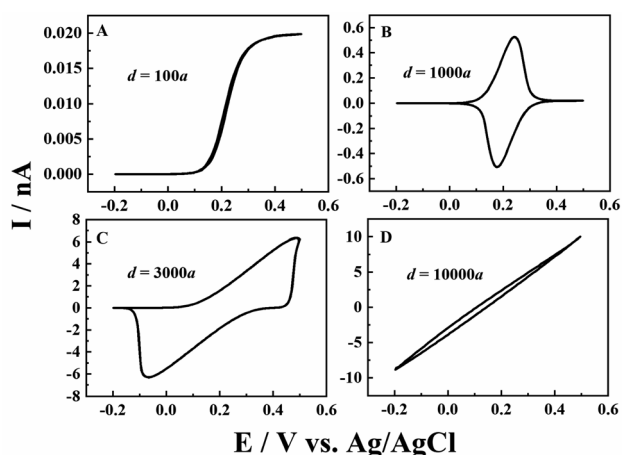 A
d = 100a
0.020
0.015
0.010
0.005
0.000
-0.2 0.0 0.2 0.4 0.6
B
d = 1000a
0.6
0.4
0.2
0.0
-0.2
-0.4
-0.6
-0.2 0.0 0.2 0.4 0.6
I / nA
C
d = 3000a
8
6
4
2
0
-2
-4
-6
-8
-0.2 0.0 0.2 0.4 0.6
D
d = 10000a
10
5
0
-5
-10
-0.2 0.0 0.2 0.4 0.6
E / V vs. Ag/AgCl